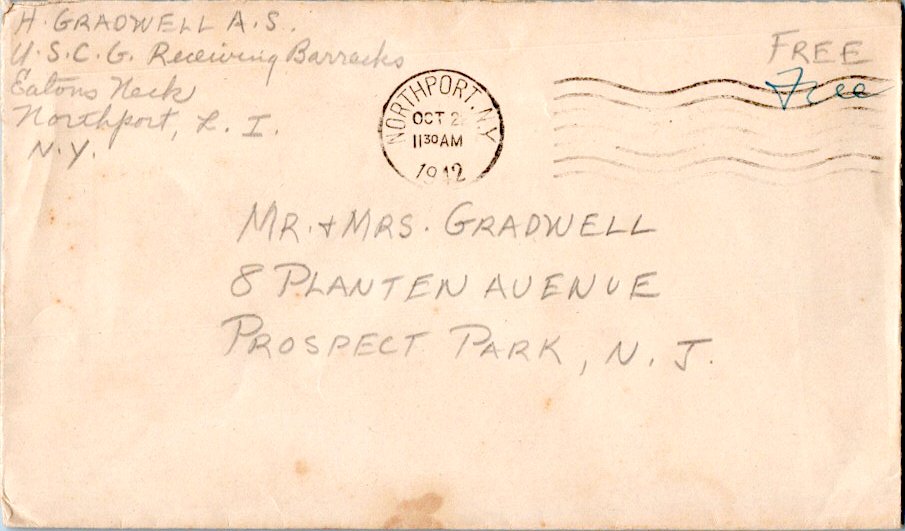 H. GRADWELL A.S.
U.S.C.G. Receiving Barracks
Eatons Neck
Northport, L. I.
N.Y.
NORTHPORT, N.Y.
OCT 2
11 30 AM
1942
FREE
Free
MR. + MRS. GRADWELL
8 PLANTEN AVENUE
PROSPECT PARK, N. J.